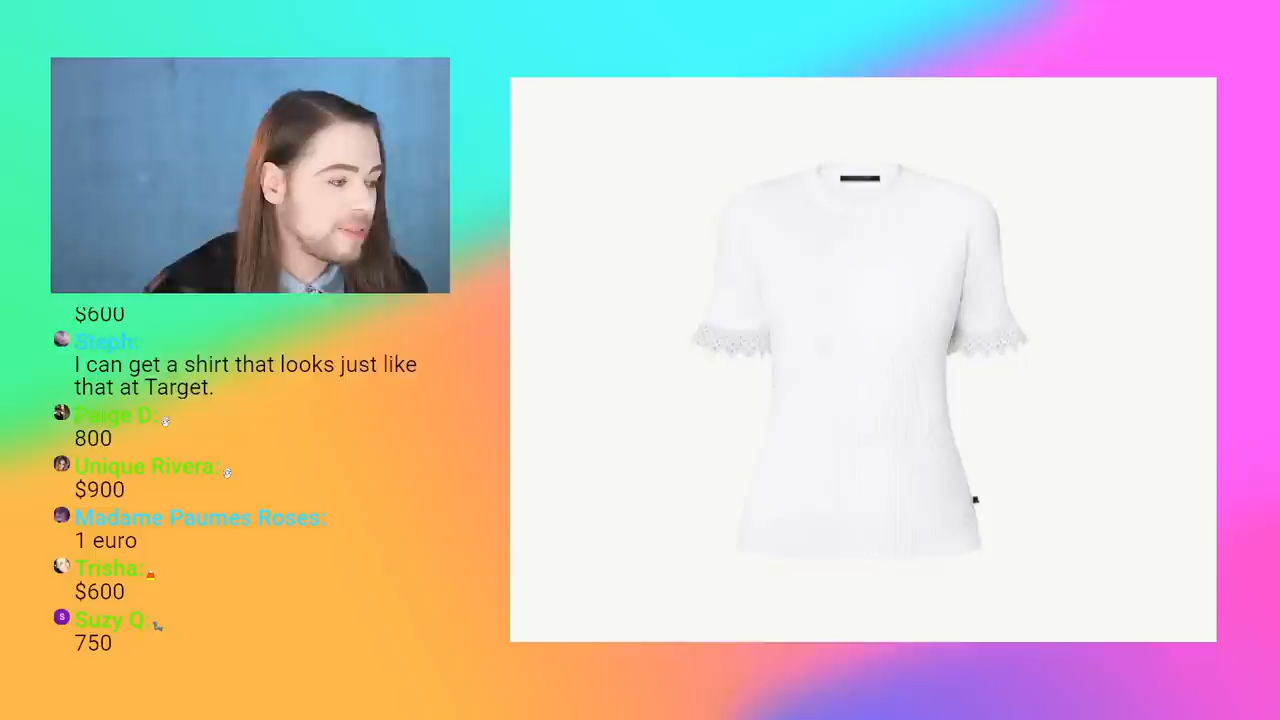 $600
Steph:
I can get a shirt that looks just like
that at Target.
Paige D:
800
Unique Rivera:
$900
Madame Paumes Roses:
1 euro
Trisha:
$600
S
Suzy Q:
750